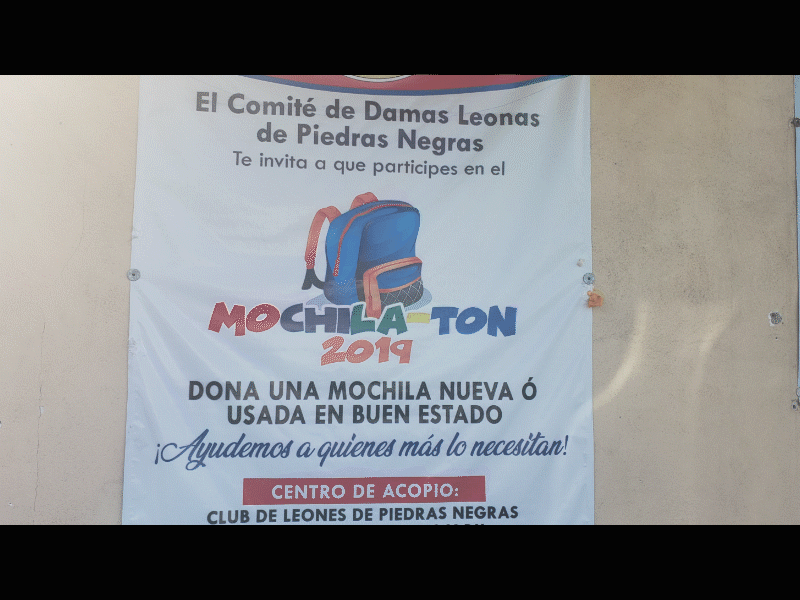 El Comité de Damas Leonas
de Piedras Negras
Te invita a que participes en el
MOCHILA-TON
2019
DONA UNA MOCHILA NUEVA Ó
USADA EN BUEN ESTADO
¡Ayudemos a quienes más lo necesitan!
CENTRO DE ACOPIO:
CLUB DE LEONES DE PIEDRAS NEGRAS